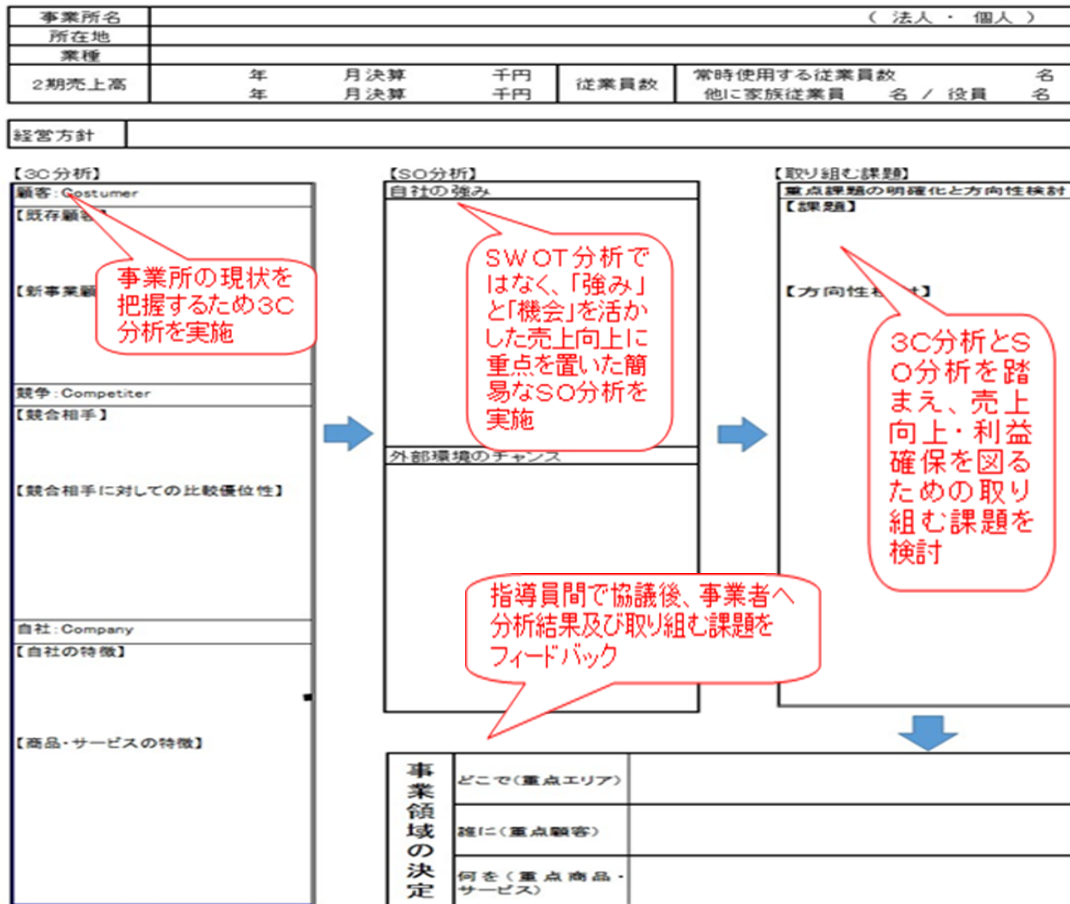 事業所名 ( 法人 ・ 個人 )
所在地
業種
2期売上高 年 月決算 千円 従業員数 常時使用する従業員数 名
年 月決算 千円 他に家族従業員 名 / 役員 名
経営方針
【3C分析】
顧客:Costumer
【既存顧客】
【新事業顧
事業所の現状を
把握するため3C
分析を実施
競争:Competiter
【競合相手】
【競合相手に対しての比較優位性】
自社:Company
【自社の特徴】
【商品・サービスの特徴】
【SO分析】
自社の強み
SWOT分析で
はなく、「強み」
と「機会」を活か
した売上向上に
重点を置いた簡
易なSO分析を
実施
外部環境のチャンス
【取り組む課題】
重点課題の明確化と方向性検討
【課題】
【方向性検討】
3C分析とS
O分析を踏
まえ、売上
向上・利益
確保を図る
ための取り
組む課題を
検討
指導員間で協議後、事業者へ
分析結果及び取り組む課題を
フィードバック
事業領域の決定
どこで(重点エリア)
誰に(重点顧客)
何を(重点商品・
サービス)